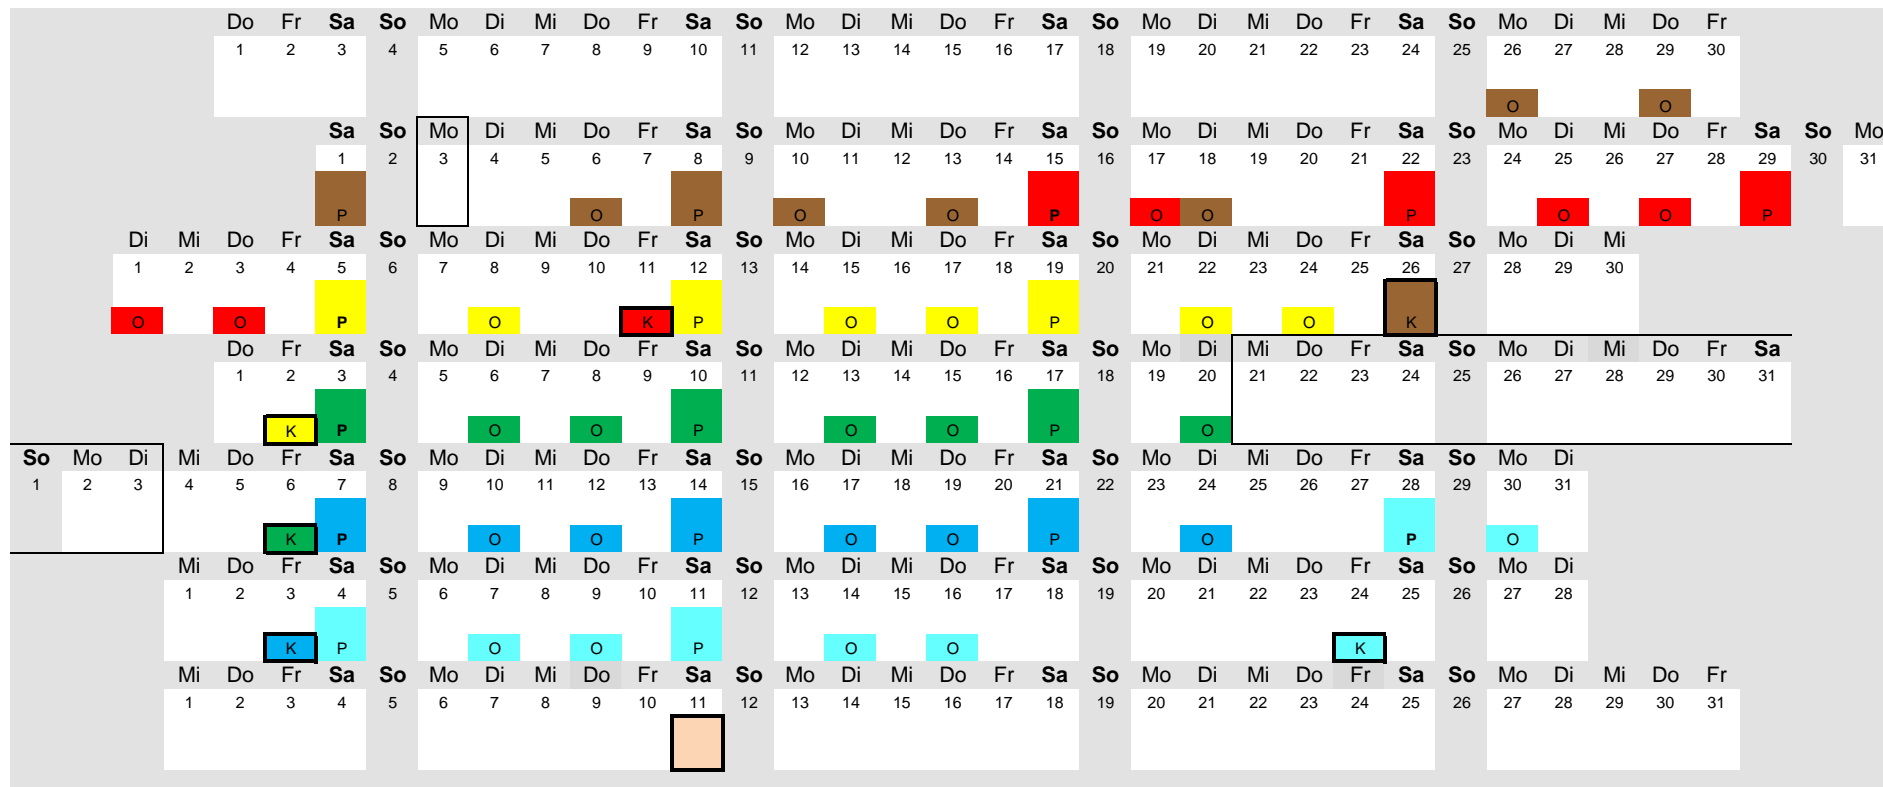 Do Fr Sa So Mo Di Mi Do Fr Sa So Mo Di Mi Do Fr Sa So Mo Di Mi Do Fr Sa So Mo Di Mi Do Fr
1 2 3 4 5 6 7 8 9 10 11 12 13 14 15 16 17 18 19 20 21 22 23 24 25 26 27 28 29 30
O O
Sa So Mo Di Mi Do Fr Sa So Mo Di Mi Do Fr Sa So Mo Di Mi Do Fr Sa So Mo Di Mi Do Fr Sa So Mo
1 2 3 4 5 6 7 8 9 10 11 12 13 14 15 16 17 18 19 20 21 22 23 24 25 26 27 28 29 30 31
P O P O O P O O P O O P
Di Mi Do Fr Sa So Mo Di Mi Do Fr Sa So Mo Di Mi Do Fr Sa So Mo Di Mi Do Fr Sa So Mo Di Mi
1 2 3 4 5 6 7 8 9 10 11 12 13 14 15 16 17 18 19 20 21 22 23 24 25 26 27 28 29 30
O O P O K P O O P O O K
Do Fr Sa So Mo Di Mi Do Fr Sa So Mo Di Mi Do Fr Sa So Mo Di Mi Do Fr Sa So Mo Di Mi Do Fr Sa
1 2 3 4 5 6 7 8 9 10 11 12 13 14 15 16 17 18 19 20 21 22 23 24 25 26 27 28 29 30 31
K P O O P O O P O
So Mo Di Mi Do Fr Sa So Mo Di Mi Do Fr Sa So Mo Di Mi Do Fr Sa So Mo Di Mi Do Fr Sa So Mo Di
1 2 3 4 5 6 7 8 9 10 11 12 13 14 15 16 17 18 19 20 21 22 23 24 25 26 27 28 29 30 31
K P O O P O O P O P O
Mi Do Fr Sa So Mo Di Mi Do Fr Sa So Mo Di Mi Do Fr Sa So Mo Di Mi Do Fr Sa So Mo Di
1 2 3 4 5 6 7 8 9 10 11 12 13 14 15 16 17 18 19 20 21 22 23 24 25 26 27 28
K P O O P O O K
Mi Do Fr Sa So Mo Di Mi Do Fr Sa So Mo Di Mi Do Fr Sa So Mo Di Mi Do Fr Sa So Mo Di Mi Do Fr
1 2 3 4 5 6 7 8 9 10 11 12 13 14 15 16 17 18 19 20 21 22 23 24 25 26 27 28 29 30 31